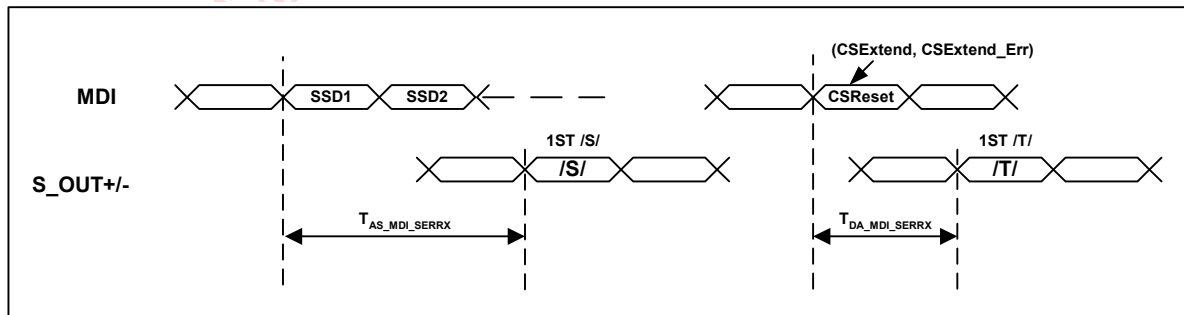 (CSExtend, CSExtend_Err)
MDI
SSD1
SSD2
CSReset
1ST /S/
1ST /T/
S_OUT+/-
/S/
/T/
T_AS_MDI_SERRX
T_DA_MDI_SERRX